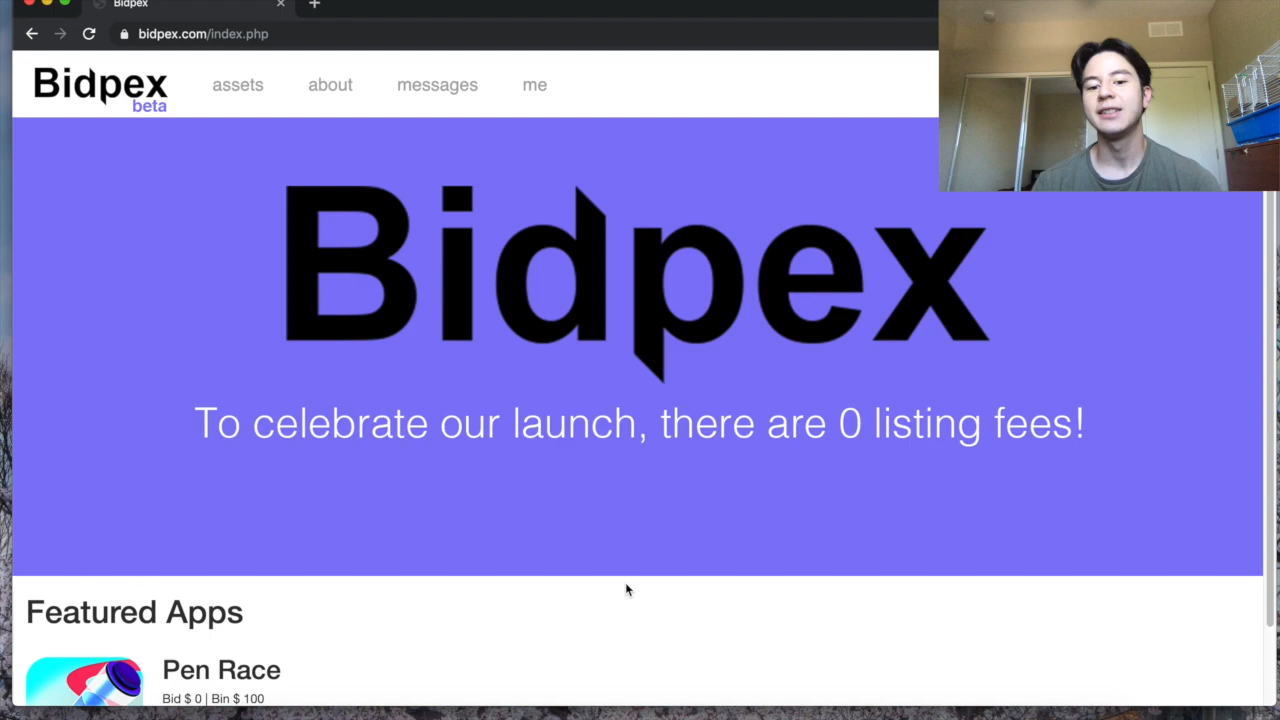 Bidpex
bidpex.com/index.php
Bidpex
beta
assets
about
messages
me
Bidpex
To celebrate our launch, there are 0 listing fees!
Featured Apps
Pen Race
Bid $ 0 | Bin $ 100